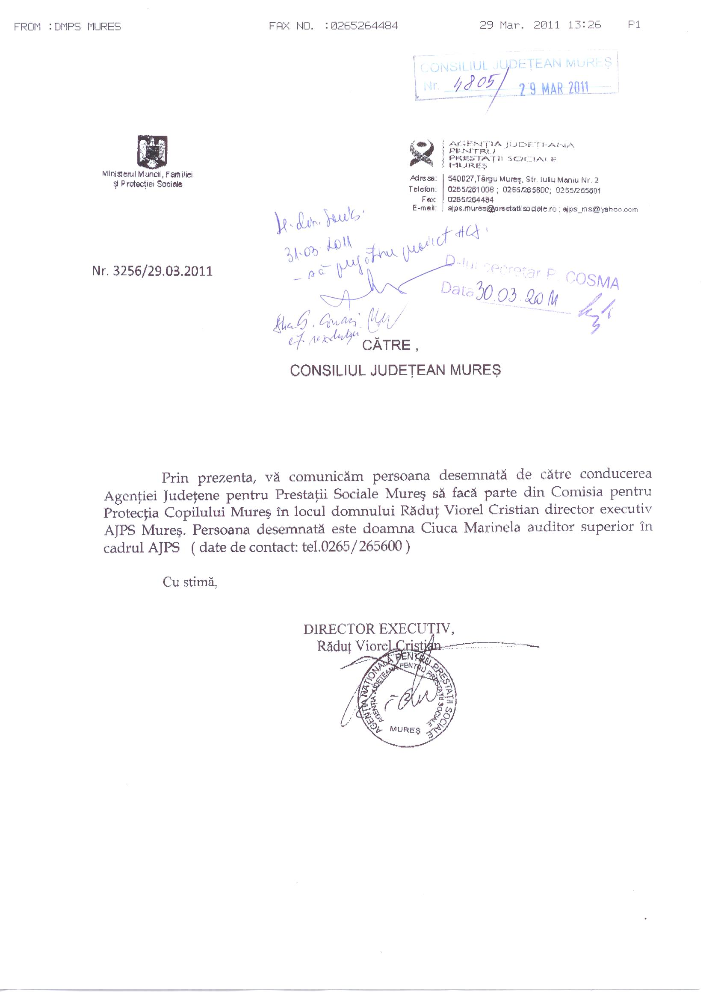 FROM :DMPS MURES FAX NO. :0265264484 29 Mar. 2011 13:26 P1
CONSILIUL JUDEȚEAN MUREȘ
Nr. 4805/ 29 MAR 2011
Ministerul Muncii, Familiei
și Protecției Sociale
AGENȚIA JUDEȚEANĂ
PENTRU
PRESTAȚII SOCIALE
MUREȘ
Adresa: 540027,Târgu Mureș, Str. Iuliu Maniu Nr. 2
Telefon: 0265/261008 ; 0265/265600; 0265/265601
Fax 0265/264484
E-mail: ajps.mures@prestatiisociale.ro ; ajps_ms@yahoo.com
31.03.2011
- să proiect HCJ.
Nr. 3256/29.03.2011
D-lui secretar P. COSMA
Data 30.03.2011
CĂTRE ,
CONSILIUL JUDEȚEAN MUREȘ
Prin prezenta, vă comunicăm persoana desemnată de către conducerea
Agenției Județene pentru Prestații Sociale Mureş să facă parte din Comisia pentru
Protecția Copilului Mureş în locul domnului Răduț Viorel Cristian director executiv
AJPS Mureş. Persoana desemnată este doamna Ciuca Marinela auditor superior în
cadrul AJPS ( date de contact: tel.0265/265600 )
Cu stimă,
DIRECTOR EXECUTIV,
Răduț Viorel Cristian
AGENȚIA NAȚIONALĂ PENTRU PRESTAȚII SOCIALE
AGENȚIA JUDEȚEANĂ PENTRU PRESTAȚII SOCIALE
MUREȘ